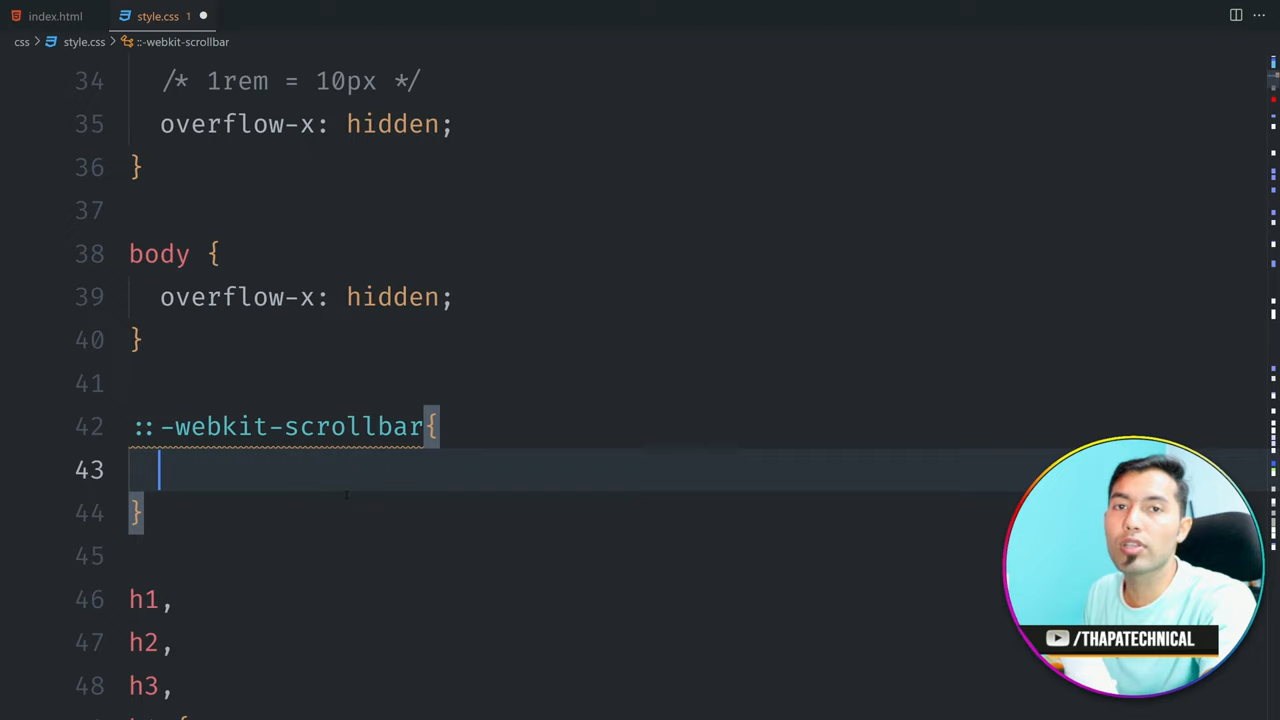 index.html
style.css 1
css > style.css > ::-webkit-scrollbar
34 /* 1rem = 10px */
35 overflow-x: hidden;
36 }
37
38 body {
39 overflow-x: hidden;
40 }
41
42 ::-webkit-scrollbar{
43
44 }
45
46 h1,
47 h2,
48 h3,
/THAPATECHNICAL